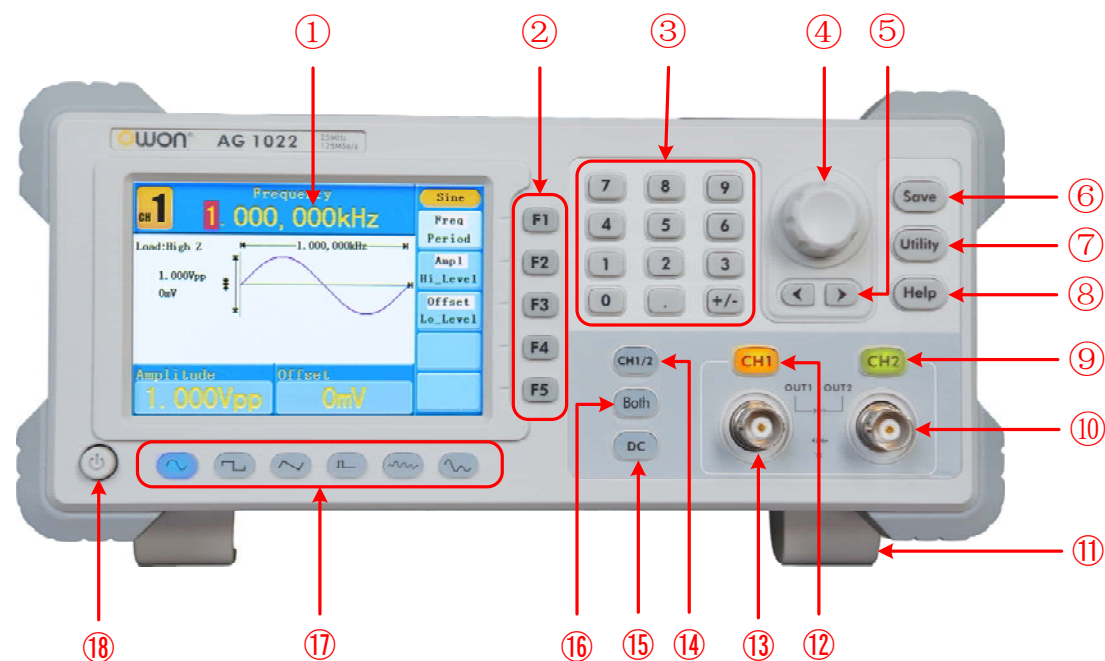 ① ② ③ ④ ⑤
OWON® AG 1022 25MHz
125MSa/s
CH 1 Frequency
1.000,000kHz
Sine
Load:High Z
1.000,000kHz
1.000Vpp
0mV
Freq
Period
Ampl
Hi_Level
Offset
Lo_Level
Amplitude Offset
1.000Vpp 0mV
F1
F2
F3
F4
F5
7 8 9
4 5 6
1 2 3
0 . +/-
< >
Save ⑥
Utility ⑦
Help ⑧
CH1/2
Both
DC
CH1 CH2 ⑨
OUT1 OUT2
⑩
⑪
⑱ ⑰ ⑯ ⑮ ⑭ ⑬ ⑫